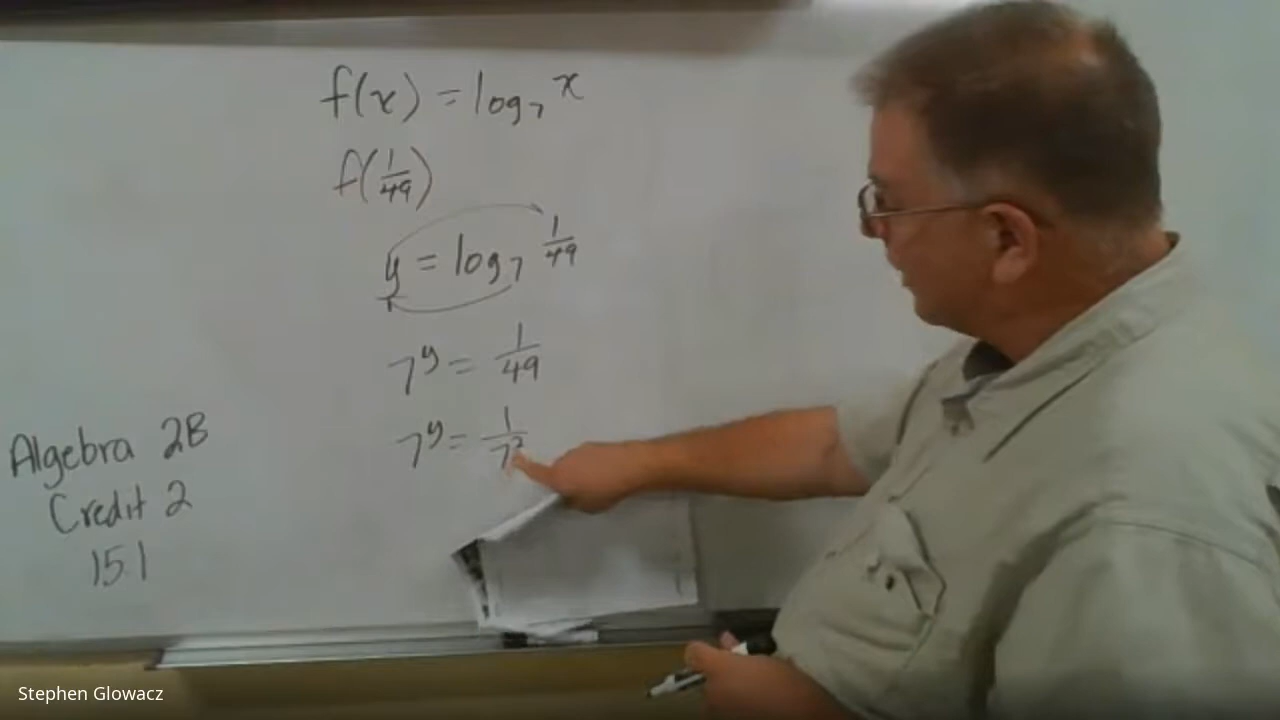 f(x) = log₇ x
f(1/49)
y = log₇ 1/49
7ʸ = 1/49
7ʸ = 1/7²
Algebra 2B
Credit 2
15.1
Stephen Glowacz